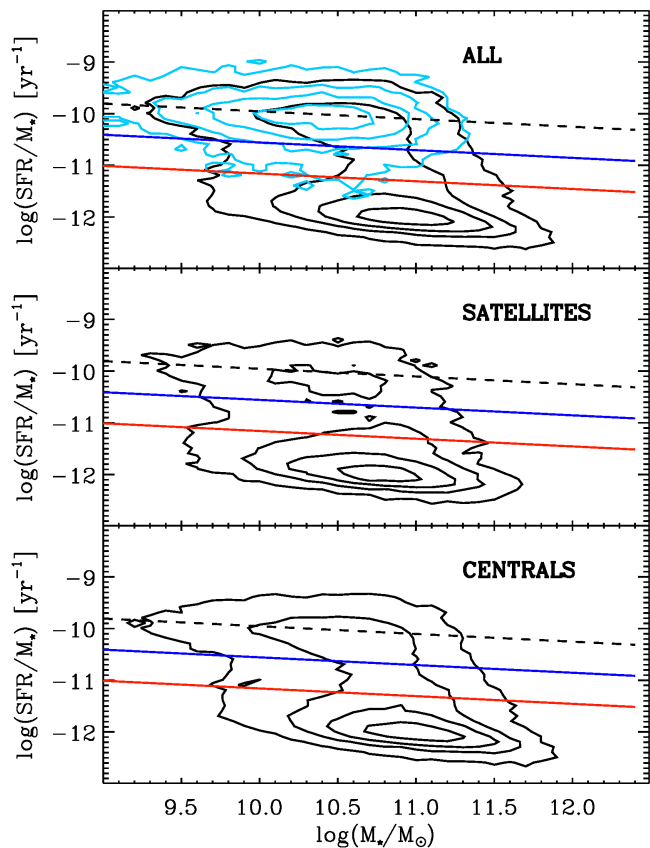 ALL
-9
-10
-11
-12
log(SFR/M⋆) [yr⁻¹]
SATELLITES
-9
-10
-11
-12
log(SFR/M⋆) [yr⁻¹]
CENTRALS
-9
-10
-11
-12
log(SFR/M⋆) [yr⁻¹]
9.5 10.0 10.5 11.0 11.5 12.0
log(M⋆/M⊙)